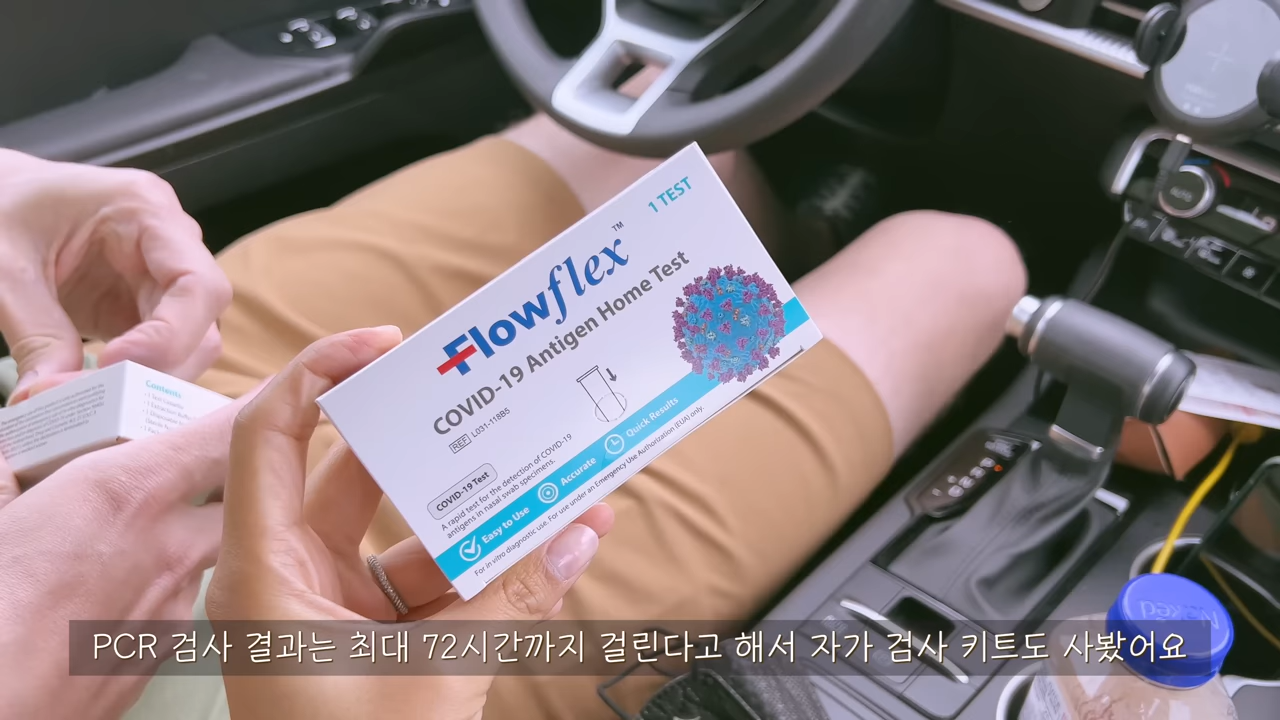 1 TEST
Flowflex™
COVID-19 Antigen Home Test
REF L031-118B5
COVID-19 Test
A rapid test for the detection of COVID-19
antigens in nasal swab specimens.
Easy to Use Accurate Quick Results
For in vitro diagnostic use. For use under an Emergency Use Authorization (EUA) only.
Contents
AUTO
Naked
PCR 검사 결과는 최대 72시간까지 걸린다고 해서 자가 검사 키트도 사봤어요